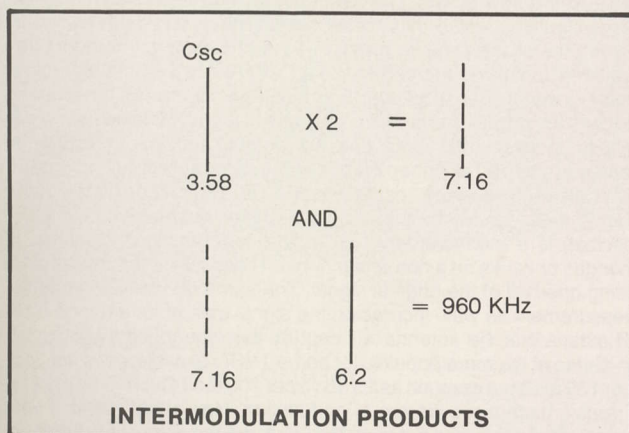 Csc
X 2 =
3.58 7.16
AND
= 960 KHz
7.16 6.2
INTERMODULATION PRODUCTS